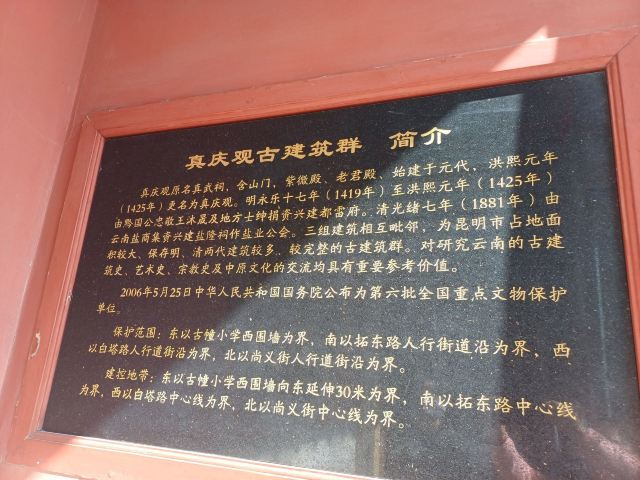 真庆观古建筑群 简介
真庆观原名真武祠，含山门，紫微殿、老君殿，始建于元代，洪熙元年
（1425年）更名为真庆观。明永乐十七年（1419年）至洪熙元年（1425年）
由黔国公忠敬王沐晟及地方士绅捐资兴建都雷府。清光绪七年（1881年）由
云南盐商集资兴建盐隆祠作盐业公会。三组建筑相互毗邻，为昆明市占地面
积较大、保存明、清两代建筑较多、较完整的古建筑群。对研究云南的古建
筑史、艺术史、宗教史及中原文化的交流均具有重要参考价值。
2006年5月25日中华人民共和国国务院公布为第六批全国重点文物保护
单位。
保护范围：东以古幢小学西围墙为界，南以拓东路人行街道沿为界，西
以白塔路人行道街沿为界，北以尚义街人行道街沿为界。
建控地带：东以古幢小学西围墙向东延伸30米为界，南以拓东路中心线
为界，西以白塔路中心线为界，北以尚义街中心线为界。